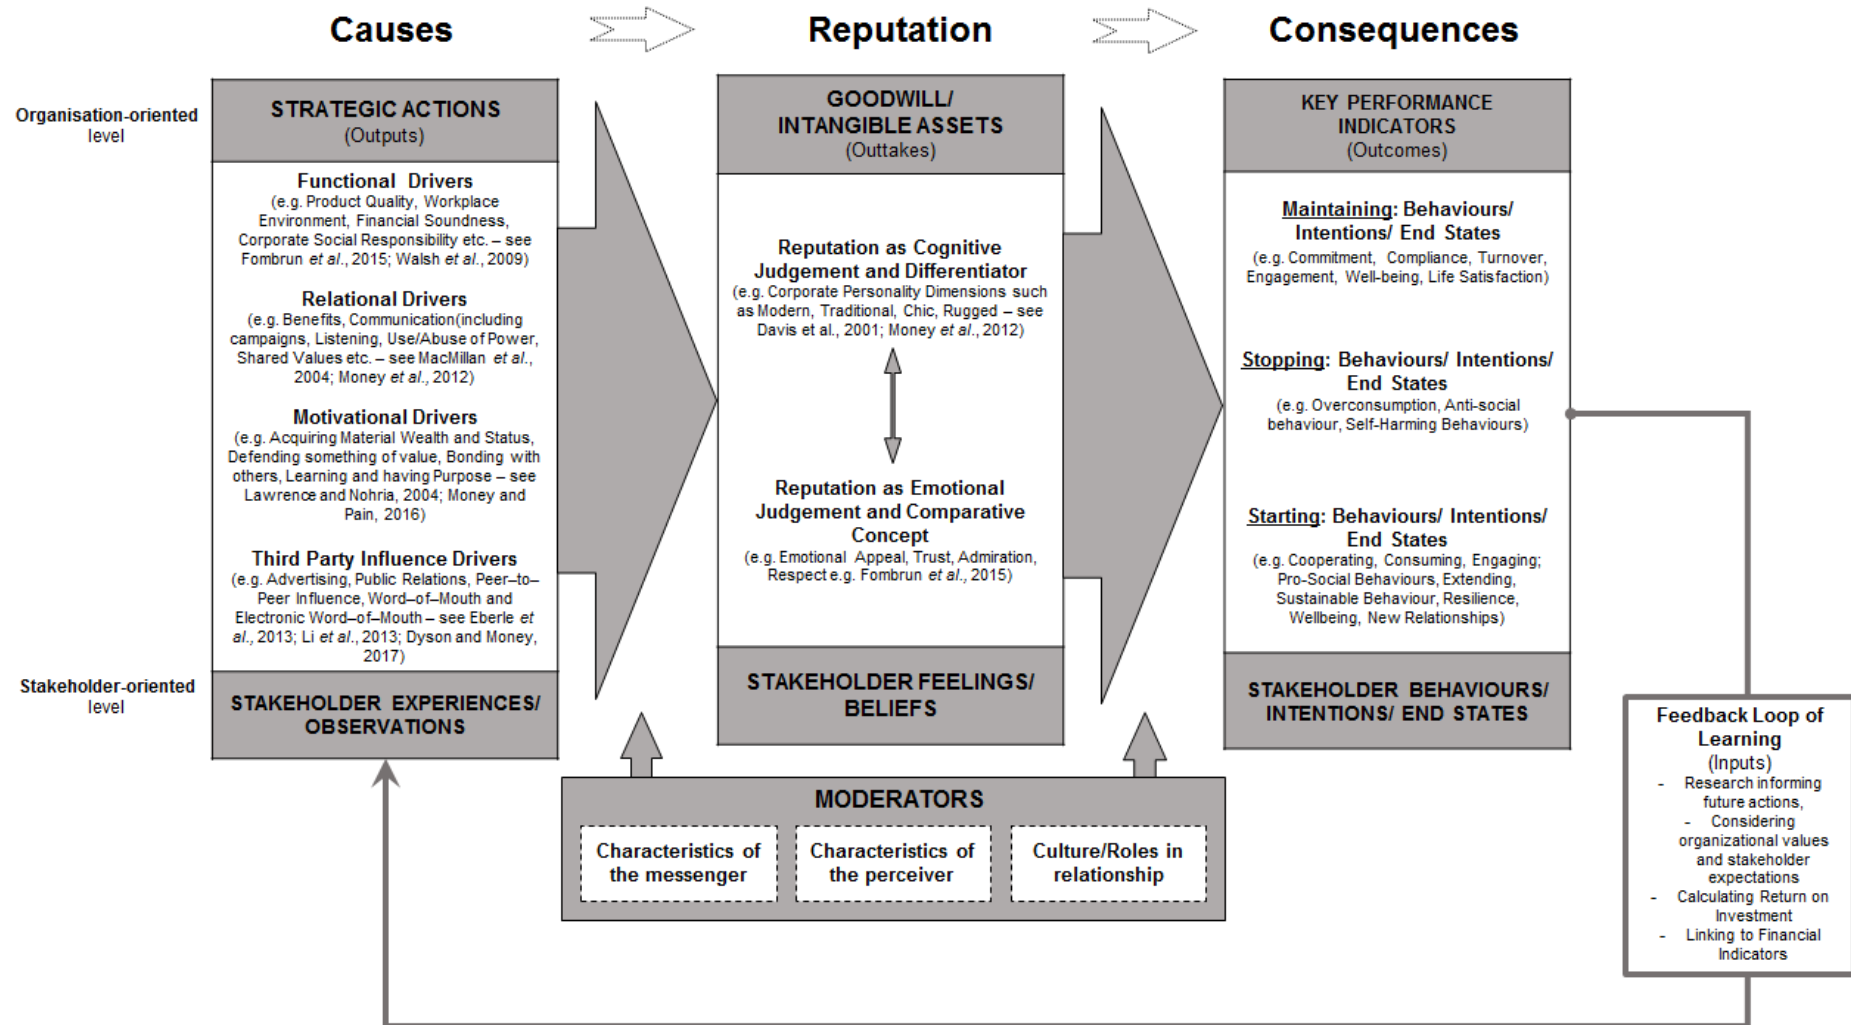 Causes
Reputation
Consequences
Organisation-oriented
level
STRATEGIC ACTIONS
(Outputs)
Functional Drivers
(e.g. Product Quality, Workplace
Environment, Financial Soundness,
Corporate Social Responsibility etc. – see
Fombrun et al., 2015; Walsh et al., 2009)
Relational Drivers
(e.g. Benefits, Communication(including
campaigns, Listening, Use/Abuse of Power,
Shared Values etc. – see MacMillan et al.,
2004; Money et al., 2012)
Motivational Drivers
(e.g. Acquiring Material Wealth and Status,
Defending something of value, Bonding with
others, Learning and having Purpose – see
Lawrence and Nohria, 2004; Money and
Pain, 2016)
Third Party Influence Drivers
(e.g. Advertising, Public Relations, Peer–to–
Peer Influence, Word–of–Mouth and
Electronic Word–of–Mouth – see Eberle et
al., 2013; Li et al., 2013; Dyson and Money,
2017)
Stakeholder-oriented
level
STAKEHOLDER EXPERIENCES/
OBSERVATIONS
GOODWILL/
INTANGIBLE ASSETS
(Outtakes)
Reputation as Cognitive
Judgement and Differentiator
(e.g. Corporate Personality Dimensions such
as Modern, Traditional, Chic, Rugged – see
Davis et al., 2001; Money et al., 2012)
Reputation as Emotional
Judgement and Comparative
Concept
(e.g. Emotional Appeal, Trust, Admiration,
Respect e.g. Fombrun et al., 2015)
STAKEHOLDER FEELINGS/
BELIEFS
KEY PERFORMANCE
INDICATORS
(Outcomes)
Maintaining: Behaviours/
Intentions/ End States
(e.g. Commitment, Compliance, Turnover,
Engagement, Well-being, Life Satisfaction)
Stopping: Behaviours/ Intentions/
End States
(e.g. Overconsumption, Anti-social
behaviour, Self-Harming Behaviours)
Starting: Behaviours/ Intentions/
End States
(e.g. Cooperating, Consuming, Engaging;
Pro-Social Behaviours, Extending,
Sustainable Behaviour, Resilience,
Wellbeing, New Relationships)
STAKEHOLDER BEHAVIOURS/
INTENTIONS/ END STATES
MODERATORS
Characteristics of
the messenger
Characteristics of
the perceiver
Culture/Roles in
relationship
Feedback Loop of
Learning
(Inputs)
- Research informing
future actions,
- Considering
organizational values
and stakeholder
expectations
- Calculating Return on
Investment
- Linking to Financial
Indicators